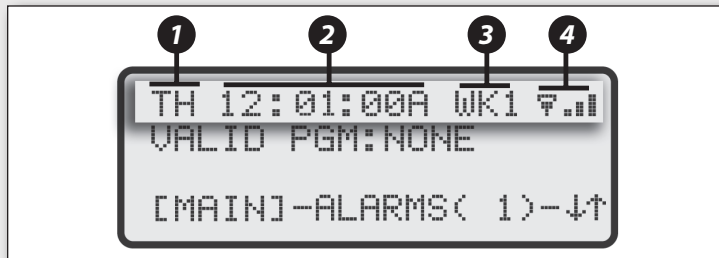 1 2 3 4
TH 12:01:00A WK1
VALID PGM:NONE
[MAIN]-ALARMS( 1)-↓↑